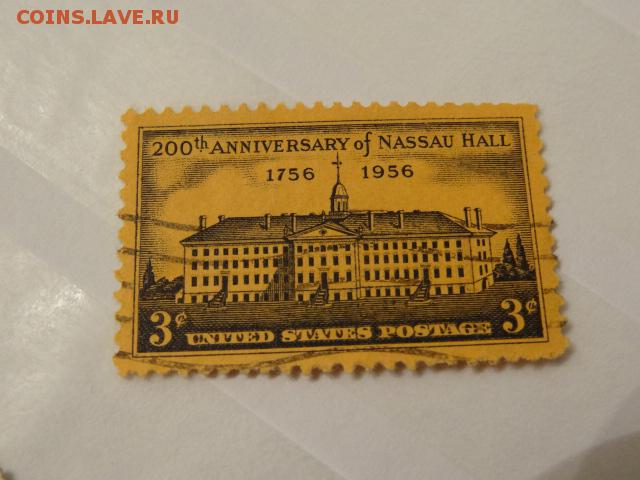 COINS.LAVE.RU
200th ANNIVERSARY of NASSAU HALL
1756 1956
3¢ UNITED STATES POSTAGE 3¢